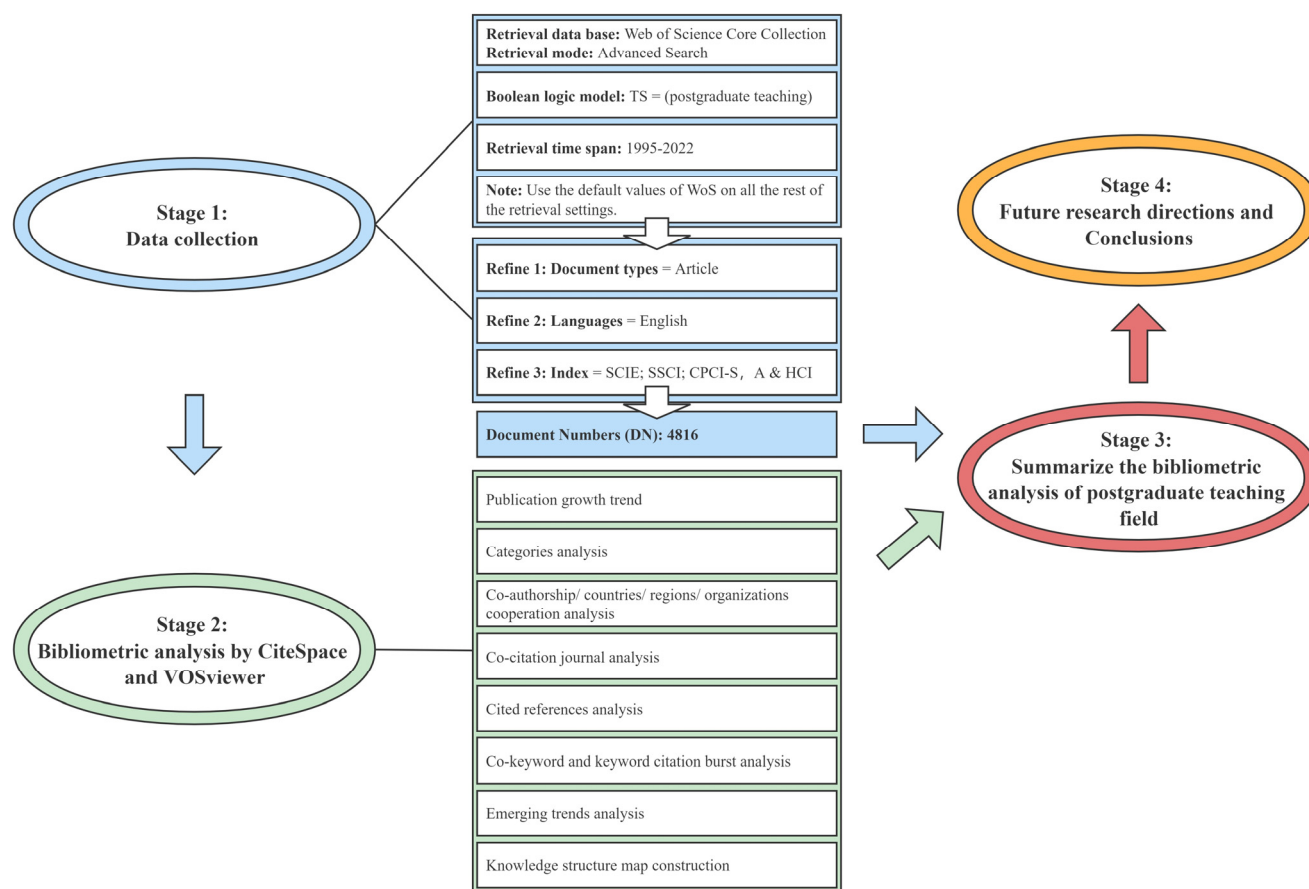 Stage 1:
Data collection
Retrieval data base: Web of Science Core Collection
Retrieval mode: Advanced Search
Boolean logic model: TS = (postgraduate teaching)
Retrieval time span: 1995-2022
Note: Use the default values of WoS on all the rest of
the retrieval settings.
Refine 1: Document types = Article
Refine 2: Languages = English
Refine 3: Index = SCIE; SSCI; CPCI-S, A & HCI
Document Numbers (DN): 4816
Stage 2:
Bibliometric analysis by CiteSpace
and VOSviewer
Publication growth trend
Categories analysis
Co-authorship/ countries/ regions/ organizations
cooperation analysis
Co-citation journal analysis
Cited references analysis
Co-keyword and keyword citation burst analysis
Emerging trends analysis
Knowledge structure map construction
Stage 3:
Summarize the bibliometric
analysis of postgraduate teaching
field
Stage 4:
Future research directions and
Conclusions